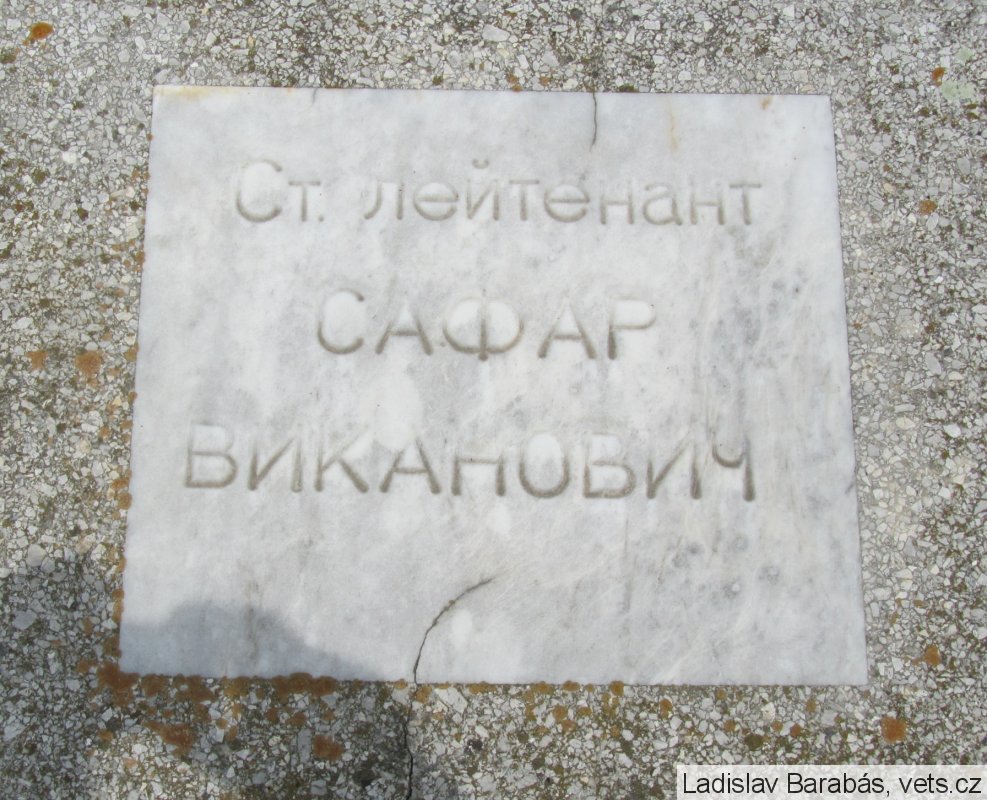 Ст. лейтенант
САФАР
ВИКАНОВИЧ
Ladislav Barabás, vets.cz